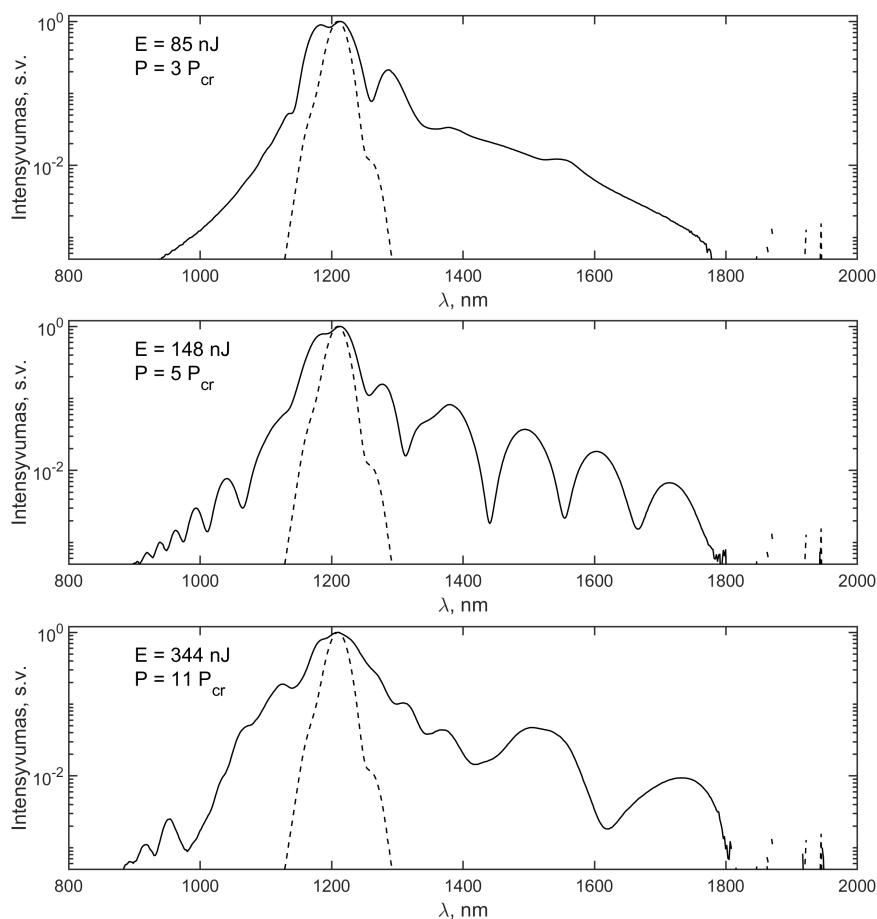 E = 85 nJ
P = 3 Pcr
Intensyvumas, s.v.
10^0
10^-2
800 1000 1200 1400 1600 1800 2000
λ, nm
E = 148 nJ
P = 5 Pcr
Intensyvumas, s.v.
10^0
10^-2
800 1000 1200 1400 1600 1800 2000
λ, nm
E = 344 nJ
P = 11 Pcr
Intensyvumas, s.v.
10^0
10^-2
800 1000 1200 1400 1600 1800 2000
λ, nm